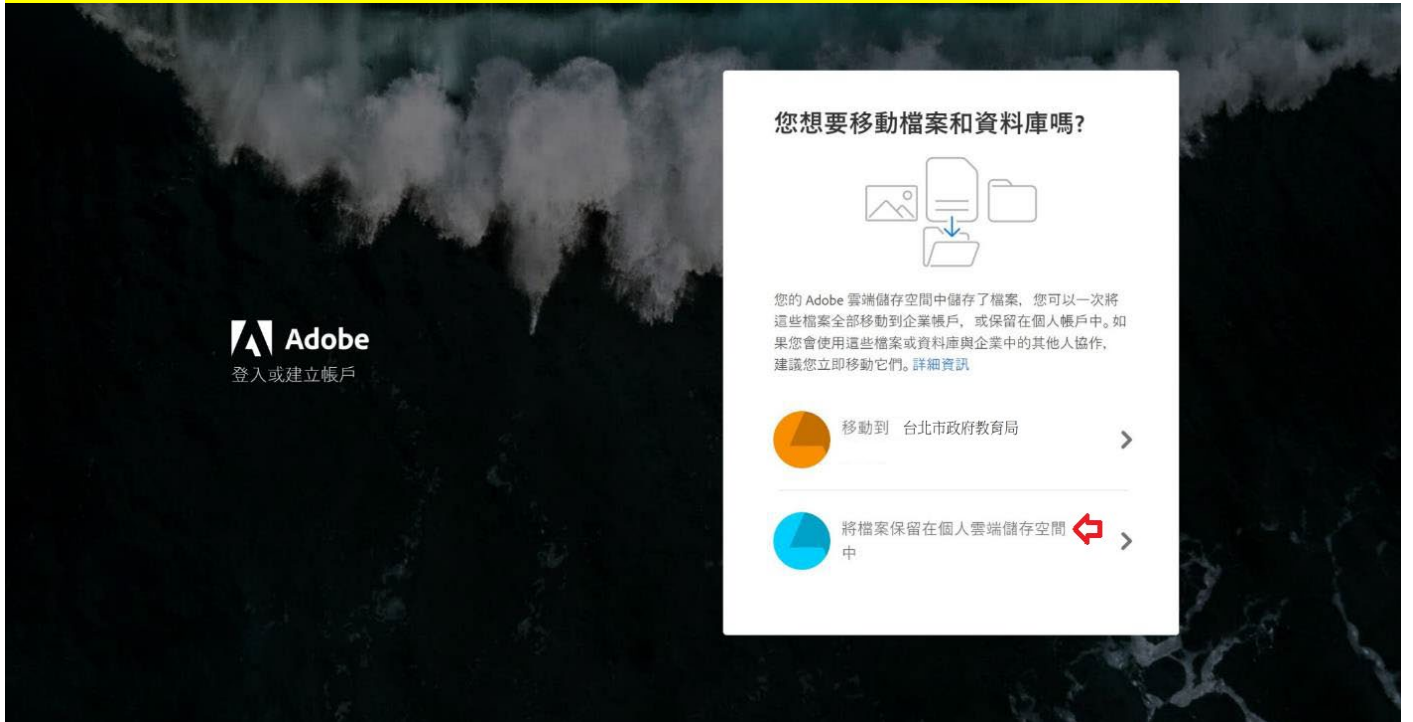 Adobe
登入或建立帳戶
您想要移動檔案和資料庫嗎?
您的 Adobe 雲端儲存空間中儲存了檔案，您可以一次將
這些檔案全部移動到企業帳戶，或保留在個人帳戶中。如
果您會使用這些檔案或資料庫與企業中的其他人協作，
建議您立即移動它們。詳細資訊
移動到 台北市政府教育局
將檔案保留在個人雲端儲存空間
中